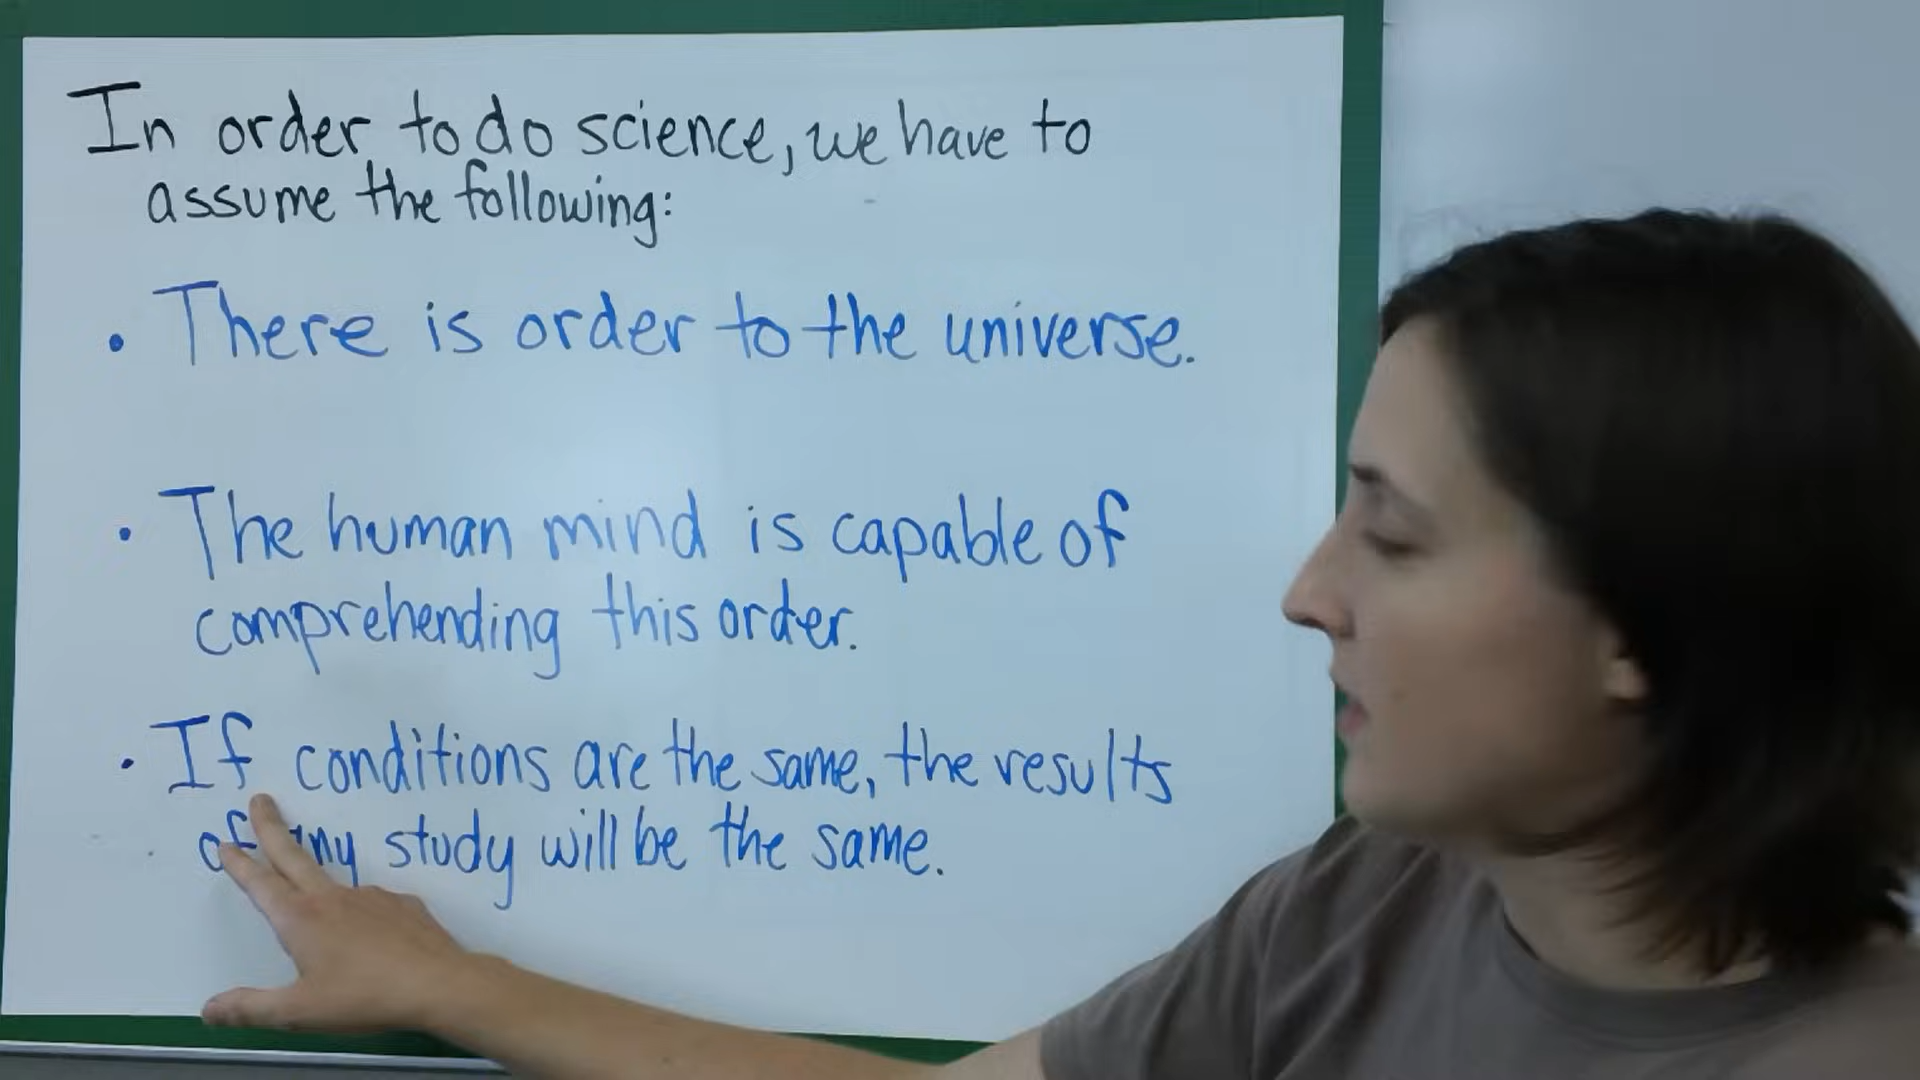 In order to do science, we have to
assume the following:
• There is order to the universe.
• The human mind is capable of
comprehending this order.
• If conditions are the same, the results
of any study will be the same.